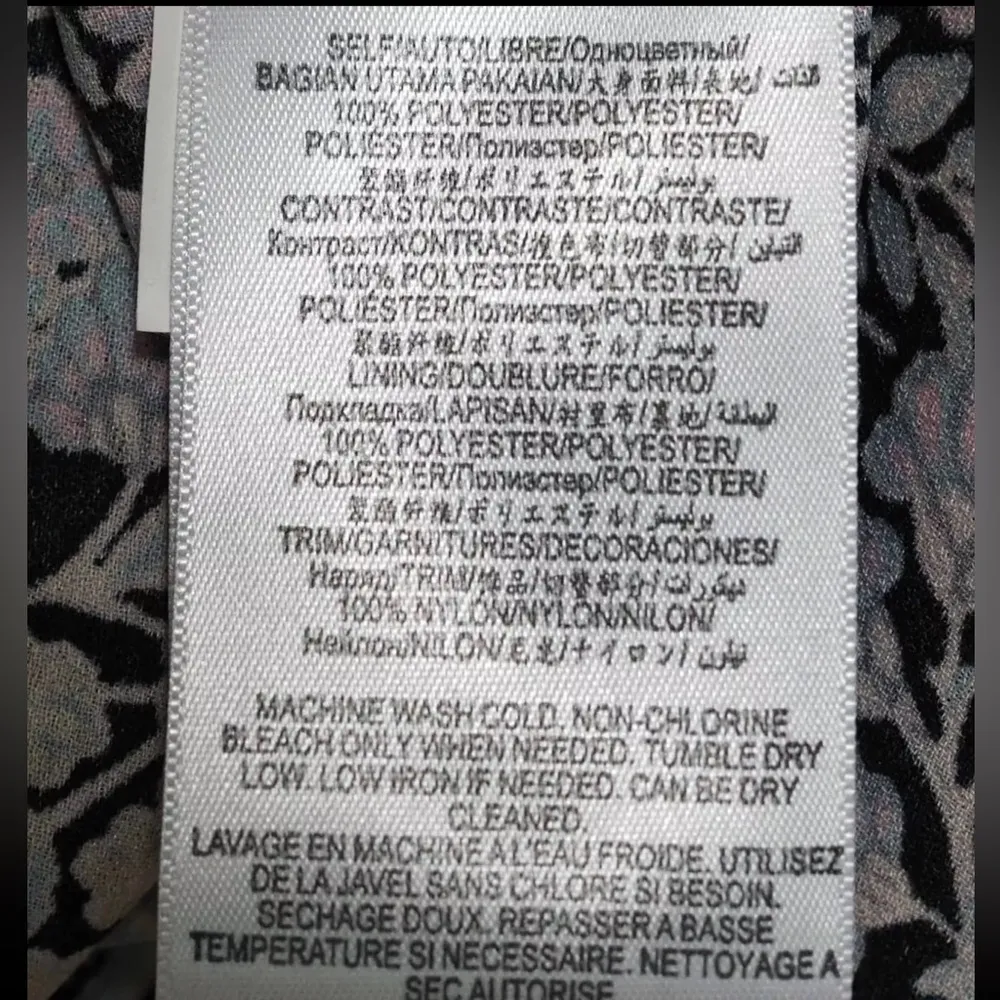 SELF/AUTO/LIBRE/Одноцветный/
BAGIAN UTAMA PAKAIAN/大身面料/表地/
100% POLYESTER/POLYESTER/
POLIESTER/Полиэстер/POLIESTER/
聚酯纤维/ポリエステル/بوليستر
CONTRAST/CONTRASTE/CONTRASTE/
Контраст/KONTRAS/撞色布/切替部分/التباين
100% POLYESTER/POLYESTER/
POLIÉSTER/Полиэстер/POLIESTER/
聚酯纤维/ポリエステル/بوليستر
LINING/DOUBLURE/FORRO/
Подкладка/LAPISAN/衬里布/裏地/
100% POLYESTER/POLYESTER/
POLIESTER/Полиэстер/POLIESTER/
聚酯纤维/ポリエステル/بوليستر
TRIM/GARNITURES/DECORACIONES/
TRIM/饰品/切替部分/ديكورات
100% NYLON/NYLON/NILON/
Нейлон/NILON/尼龙/ナイロン/نيلون
MACHINE WASH COLD. NON-CHLORINE
BLEACH ONLY WHEN NEEDED. TUMBLE DRY
LOW. LOW IRON IF NEEDED. CAN BE DRY
CLEANED.
LAVAGE EN MACHINE A L'EAU FROIDE. UTILISEZ
DE LA JAVEL SANS CHLORE SI BESOIN.
SECHAGE DOUX. REPASSER A BASSE
TEMPERATURE SI NECESSAIRE. NETTOYAGE A
SEC AUTORISE